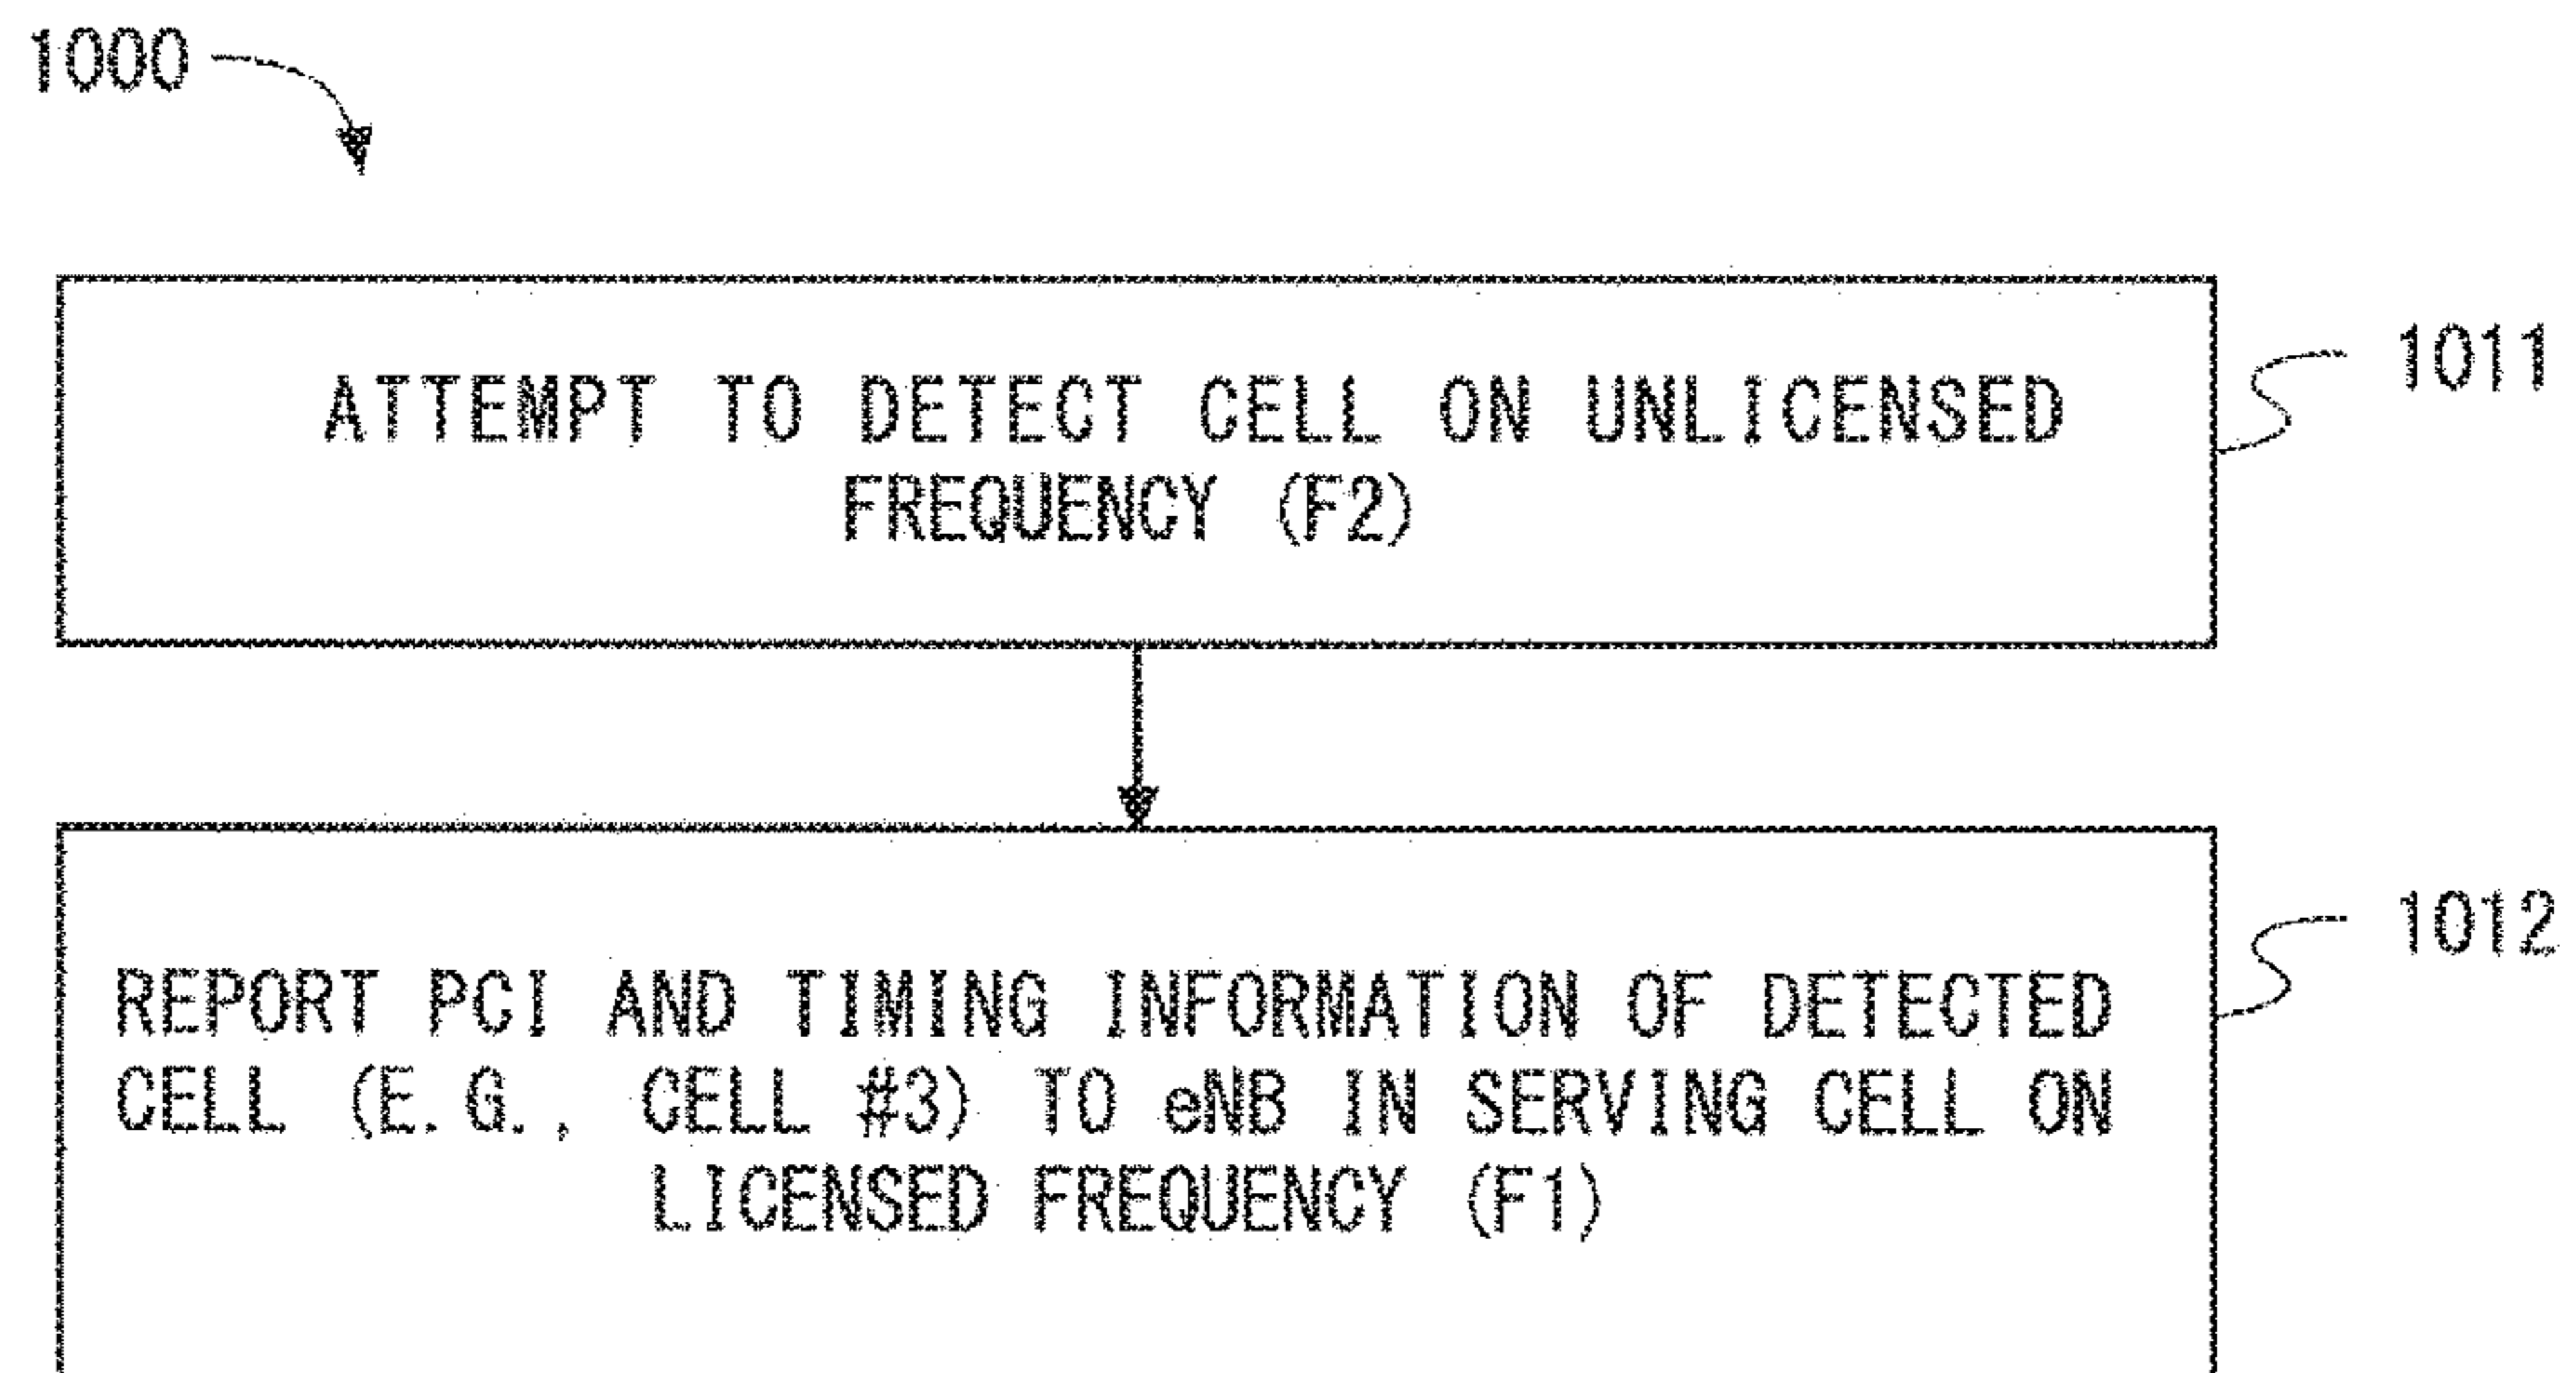 1000
ATTEMPT TO DETECT CELL ON UNLICENSED
FREQUENCY (F2)
1011
REPORT PCI AND TIMING INFORMATION OF DETECTED
CELL (E.G., CELL #3) TO eNB IN SERVING CELL ON
LICENSED FREQUENCY (F1)
1012